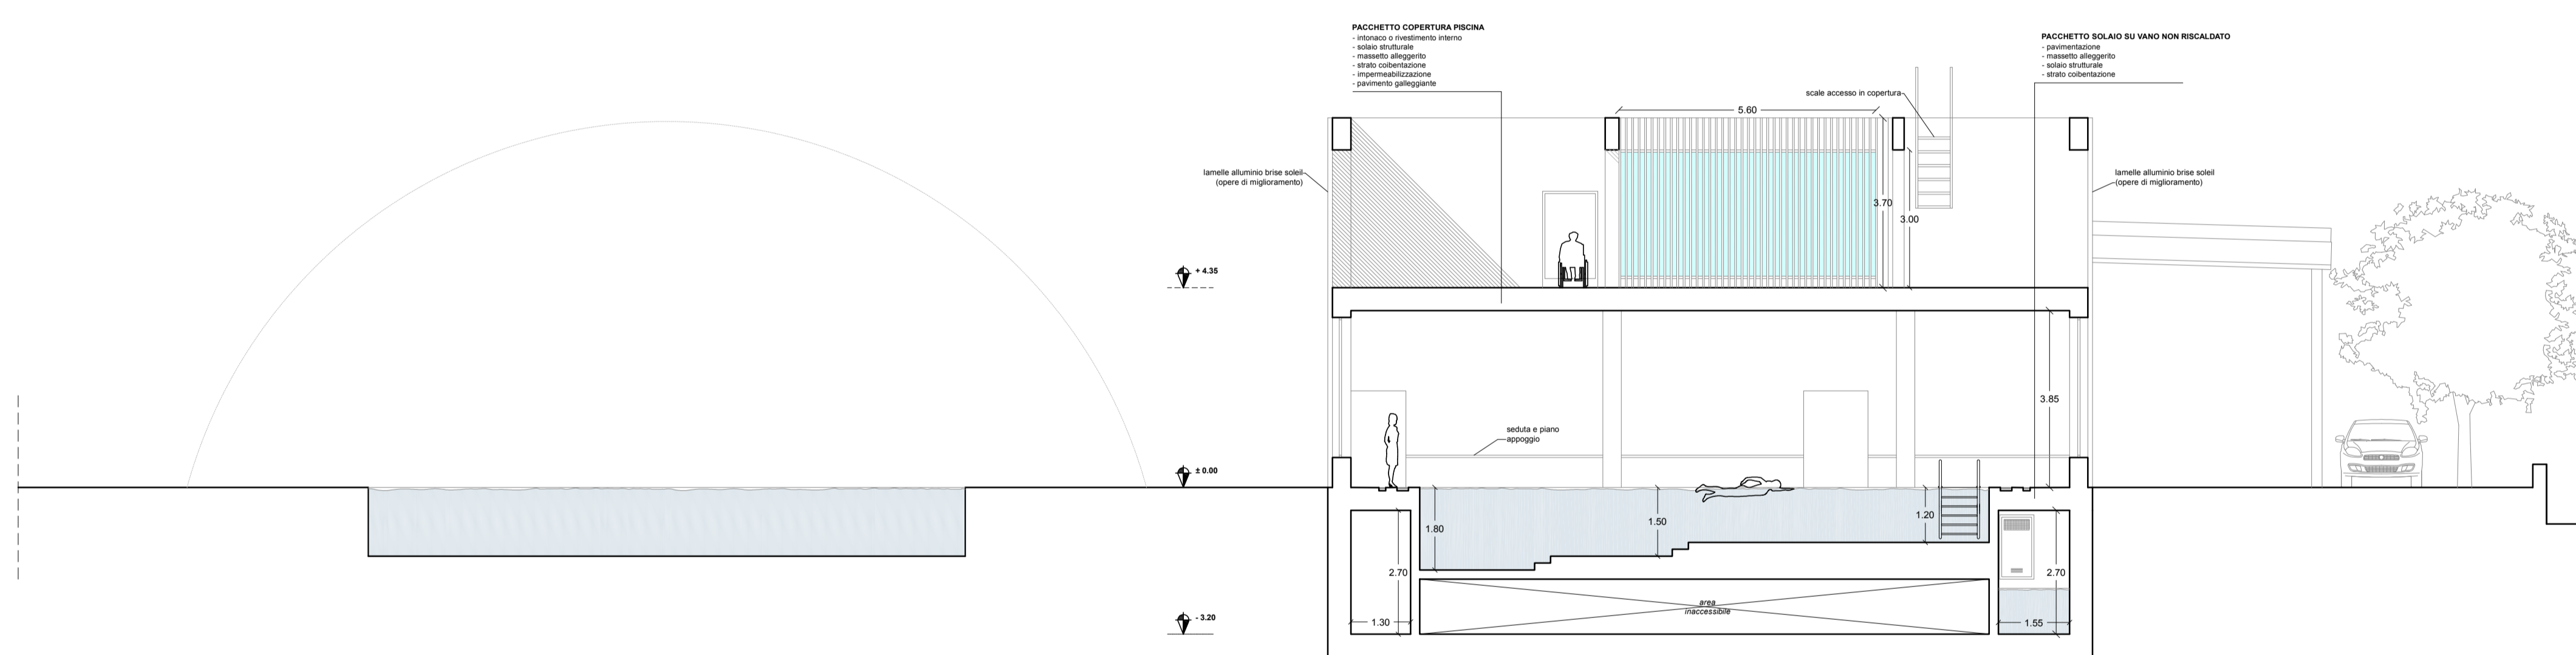 PACCHETTO COPERTURA PISCINA
- intonaco o rivestimento interno
- solaio strutturale
- massetto alleggerito
- strato coibentazione
- impermeabilizzazione
- pavimento galleggiante
PACCHETTO SOLAIO SU VANO NON RISCALDATO
- pavimentazione
- massetto alleggerito
- solaio strutturale
- strato coibentazione
scale accesso in copertura
5.60
lamelle alluminio brise soleil
(opere di miglioramento)
lamelle alluminio brise soleil
(opere di miglioramento)
3.70
3.00
+ 4.35
3.85
seduta e piano
appoggio
± 0.00
1.80
1.50
1.20
2.70
2.70
area
inaccessibile
- 3.20
1.30
1.55